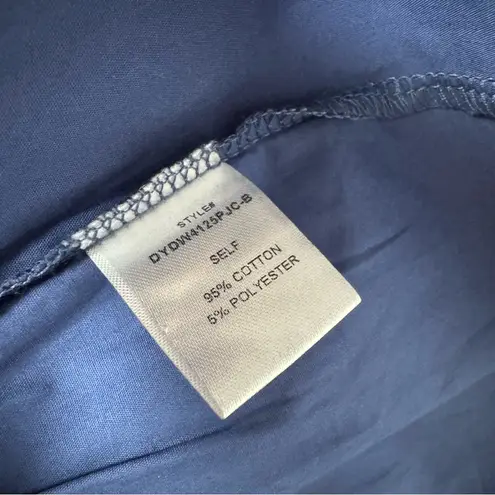 STYLE#
DYDW4125PJC-B
SELF
95% COTTON
5% POLYESTER